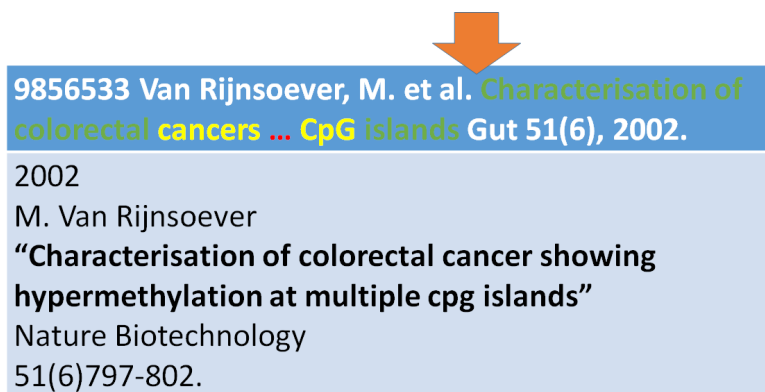 9856533 Van Rijnsoever, M. et al. Characterisation of
colorectal cancers ... CpG islands Gut 51(6), 2002.
2002
M. Van Rijnsoever
“Characterisation of colorectal cancer showing
hypermethylation at multiple cpg islands”
Nature Biotechnology
51(6)797-802.